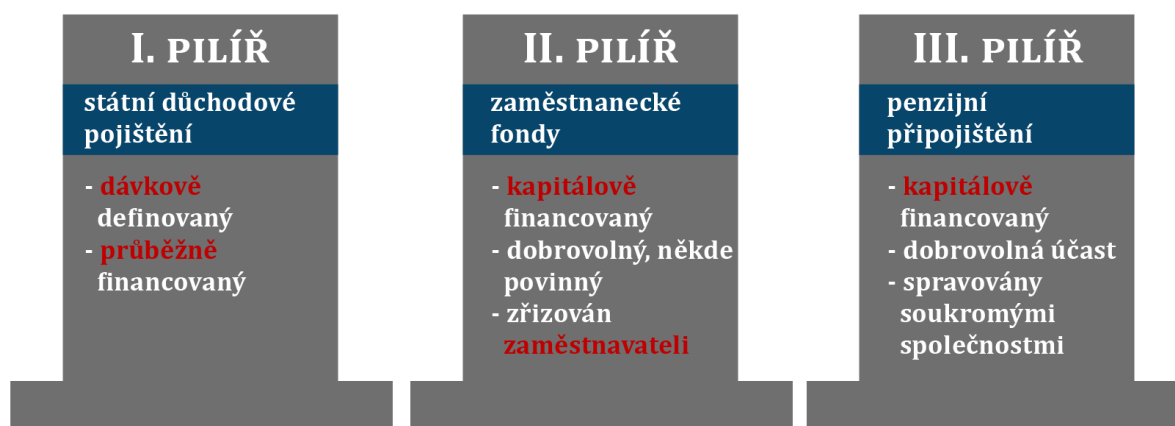 I. PILÍŘ
státní důchodové
pojištění
- dávkově
definovaný
- průběžně
financovaný
II. PILÍŘ
zaměstnanecké
fondy
- kapitálově
financovaný
- dobrovolný, někde
povinný
- zřizován
zaměstnavateli
III. PILÍŘ
penzijní
připojištění
- kapitálově
financovaný
- dobrovolná účast
- spravovány
soukromými
společnostmi